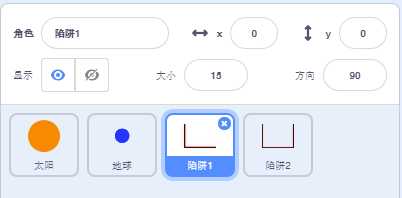 角色 陷阱1 x 0 y 0
显示 大小 15 方向 90
太阳 地球 陷阱1 陷阱2